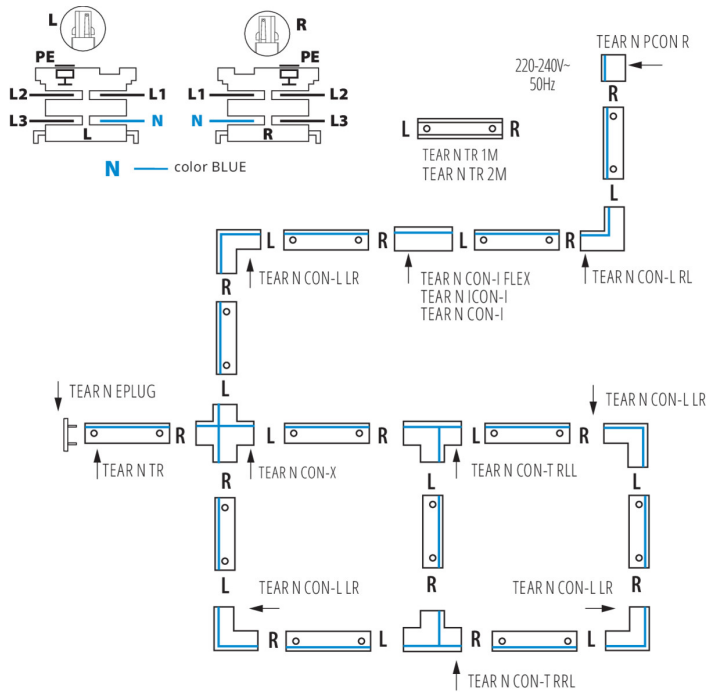 L
R
PE
PE
L2
L1
L1
L2
L3
N
N
L3
L
R
N
color BLUE
TEAR N PCON R
220-240V~
50Hz
R
L
R
TEAR N TR 1M
TEAR N TR 2M
L
L
R
L
R
TEAR N CON-L LR
TEAR N CON-I FLEX
TEAR N ICON-I
TEAR N CON-I
TEAR N CON-L RL
R
L
TEAR N EPLUG
TEAR N CON-L LR
R
L
R
L
R
TEAR N TR
TEAR N CON-X
TEAR N CON-T RLL
R
L
L
L
R
R
TEAR N CON-L LR
TEAR N CON-L LR
R
L
R
L
TEAR N CON-T RRL